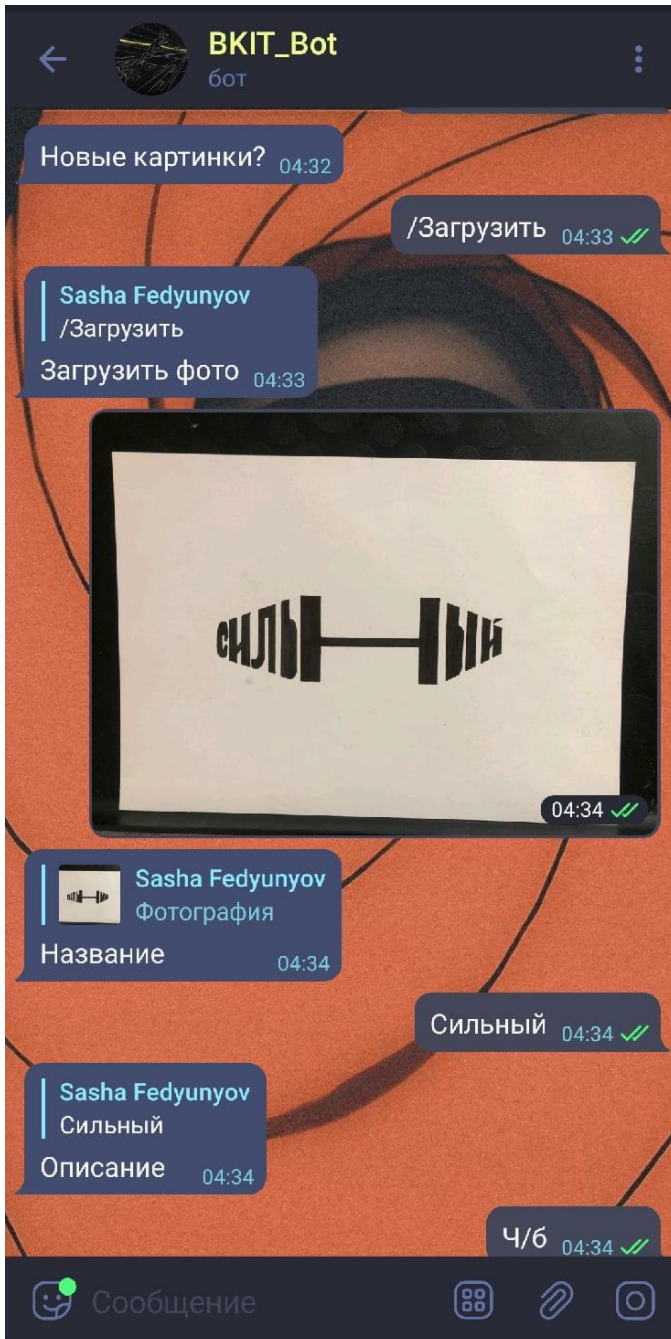 BKIT_Bot
бот
Новые картинки? 04:32
/Загрузить 04:33
Sasha Fedyunyov
/Загрузить
Загрузить фото 04:33
СИЛЬНЫЙ
04:34
Sasha Fedyunyov
Фотография
Название 04:34
Сильный 04:34
Sasha Fedyunyov
Сильный
Описание 04:34
Ч/б 04:34
Сообщение